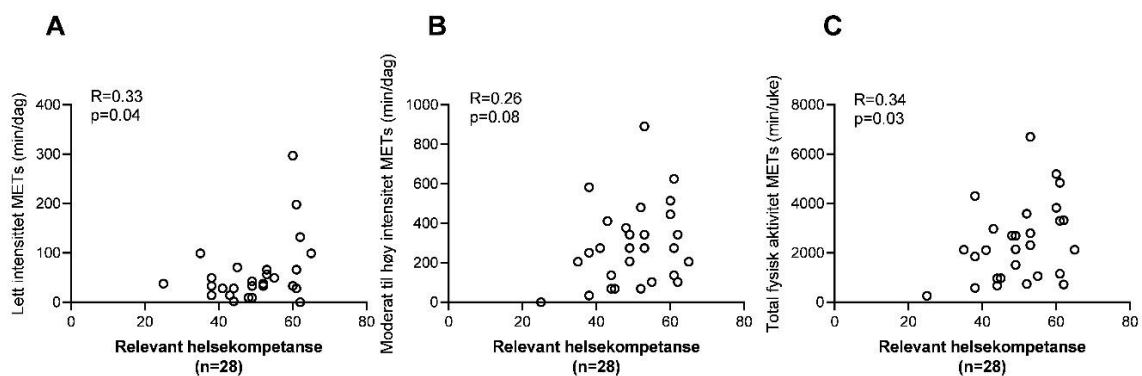 A
Lett intensittet METs (min/dag)
R=0.33
p=0.04
400
300
200
100
0
0 20 40 60 80
Relevant helsekompetanse
(n=28)
B
Moderat til høy intensitet METs (min/dag)
R=0.26
p=0.08
1000
800
600
400
200
0
0 20 40 60 80
Relevant helsekompetanse
(n=28)
C
Total fysisk aktivitet METs (min/uke)
R=0.34
p=0.03
8000
6000
4000
2000
0
0 20 40 60 80
Relevant helsekompetanse
(n=28)